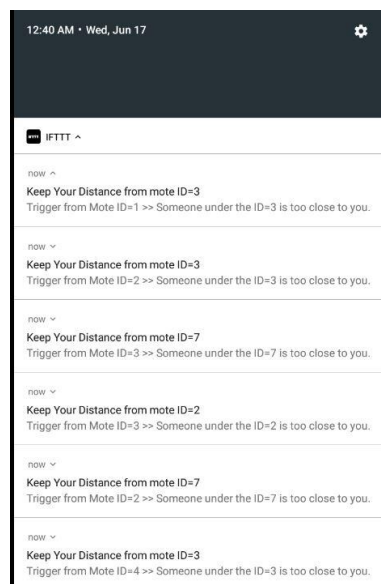 12:40 AM • Wed, Jun 17
IFTTT
now
Keep Your Distance from mote ID=3
Trigger from Mote ID=1 >> Someone under the ID=3 is too close to you.
now
Keep Your Distance from mote ID=3
Trigger from Mote ID=2 >> Someone under the ID=3 is too close to you.
now
Keep Your Distance from mote ID=7
Trigger from Mote ID=3 >> Someone under the ID=7 is too close to you.
now
Keep Your Distance from mote ID=2
Trigger from Mote ID=3 >> Someone under the ID=2 is too close to you.
now
Keep Your Distance from mote ID=7
Trigger from Mote ID=2 >> Someone under the ID=7 is too close to you.
now
Keep Your Distance from mote ID=3
Trigger from Mote ID=4 >> Someone under the ID=3 is too close to you.